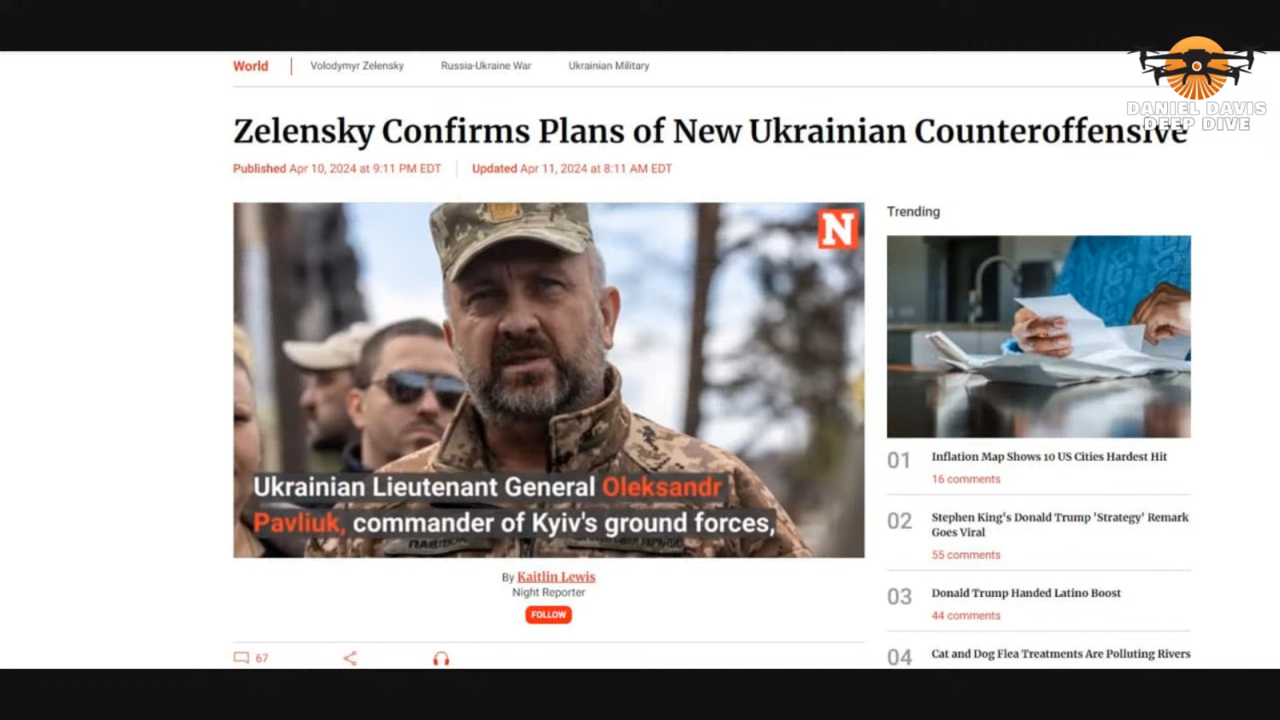 World
Volodymyr Zelensky
Russia-Ukraine War
Ukrainian Military
DANIEL DAVIS
DEEP DIVE
Zelensky Confirms Plans of New Ukrainian Counteroffensive
Published Apr 10, 2024 at 9:11 PM EDT
Updated Apr 11, 2024 at 8:11 AM EDT
N
Ukrainian Lieutenant General Oleksandr
Pavliuk, commander of Kyiv's ground forces,
By Kaitlin Lewis
Night Reporter
FOLLOW
67
Trending
01 Inflation Map Shows 10 US Cities Hardest Hit
16 comments
02 Stephen King's Donald Trump 'Strategy' Remark
Goes Viral
55 comments
03 Donald Trump Handed Latino Boost
44 comments
04 Cat and Dog Flea Treatments Are Polluting Rivers